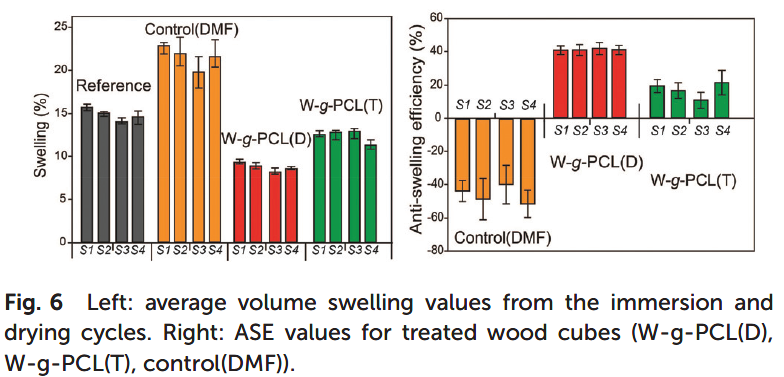 25
20
15
10
5
0
Swelling (%)
Reference
Control(DMF)
W-g-PCL(D)
W-g-PCL(T)
S1 S2 S3 S4 S1 S2 S3 S4 S1 S2 S3 S4 S1 S2 S3 S4
60
40
20
0
-20
-40
-60
-80
Anti-swelling efficiency (%)
S1 S2 S3 S4
S1 S2 S3 S4 S1 S2 S3 S4
W-g-PCL(D)
W-g-PCL(T)
Control(DMF)
Fig. 6 Left: average volume swelling values from the immersion and
drying cycles. Right: ASE values for treated wood cubes (W-g-PCL(D),
W-g-PCL(T), control(DMF)).